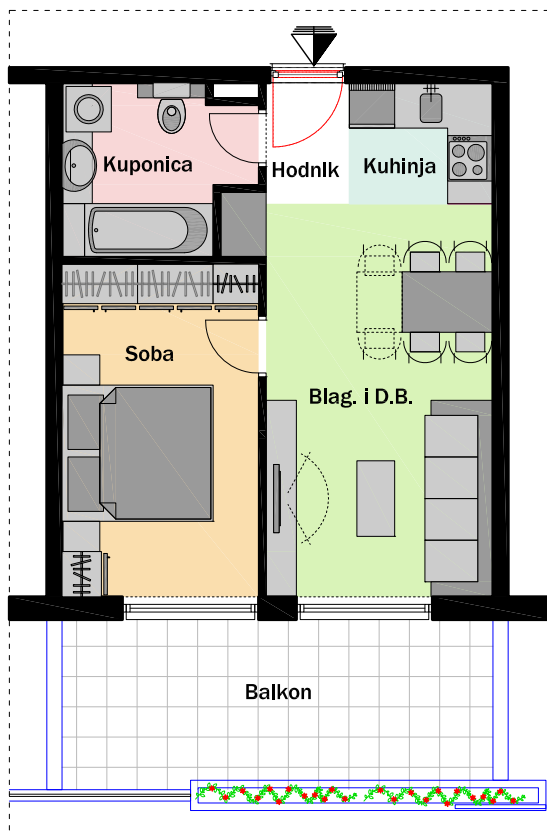 Kuponica
Hodnik
Kuhinja
Soba
Blag. i D.B.
Balkon